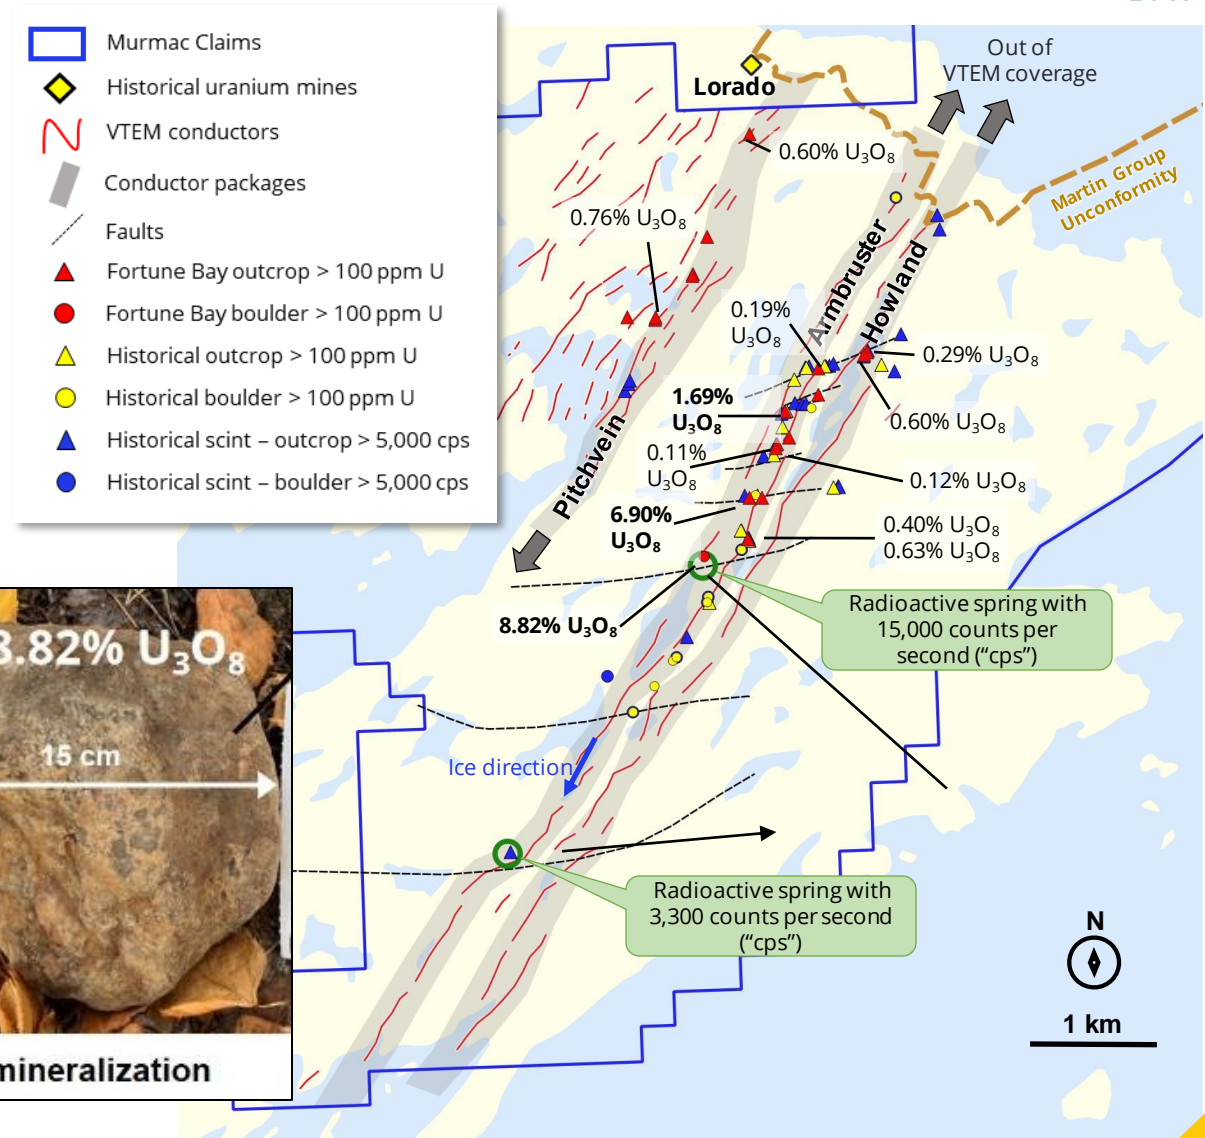 Murmac Claims
Historical uranium mines
VTEM conductors
Conductor packages
Faults
Fortune Bay outcrop > 100 ppm U
Fortune Bay boulder > 100 ppm U
Historical outcrop > 100 ppm U
Historical boulder > 100 ppm U
Historical scint – outcrop > 5,000 cps
Historical scint – boulder > 5,000 cps
Out of
VTEM coverage
Lorado
0.60% U₃O₈
Martin Group
Unconformity
0.76% U₃O₈
Armbruster
Howland
0.19%
U₃O₈
0.29% U₃O₈
1.69%
U₃O₈
0.60% U₃O₈
Pitchvein
0.11%
U₃O₈
0.12% U₃O₈
6.90%
U₃O₈
0.40% U₃O₈
0.63% U₃O₈
8.82% U₃O₈
Radioactive spring with
15,000 counts per
second (“cps”)
8.82% U₃O₈
15 cm
Ice direction
Radioactive spring with
3,300 counts per second
(“cps”)
N
1 km
mineralization